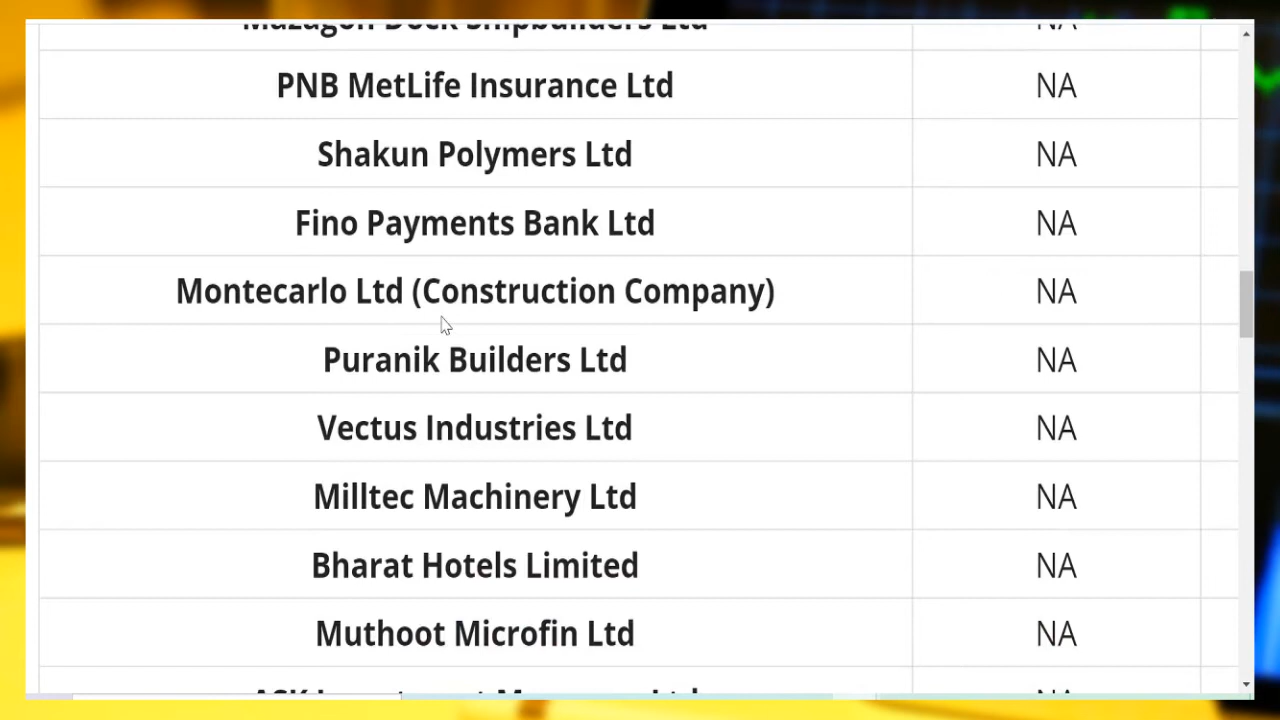 Mazagon Dock Shipbuilders Ltd NA
PNB MetLife Insurance Ltd NA
Shakun Polymers Ltd NA
Fino Payments Bank Ltd NA
Montecarlo Ltd (Construction Company) NA
Puranik Builders Ltd NA
Vectus Industries Ltd NA
Milltec Machinery Ltd NA
Bharat Hotels Limited NA
Muthoot Microfin Ltd NA